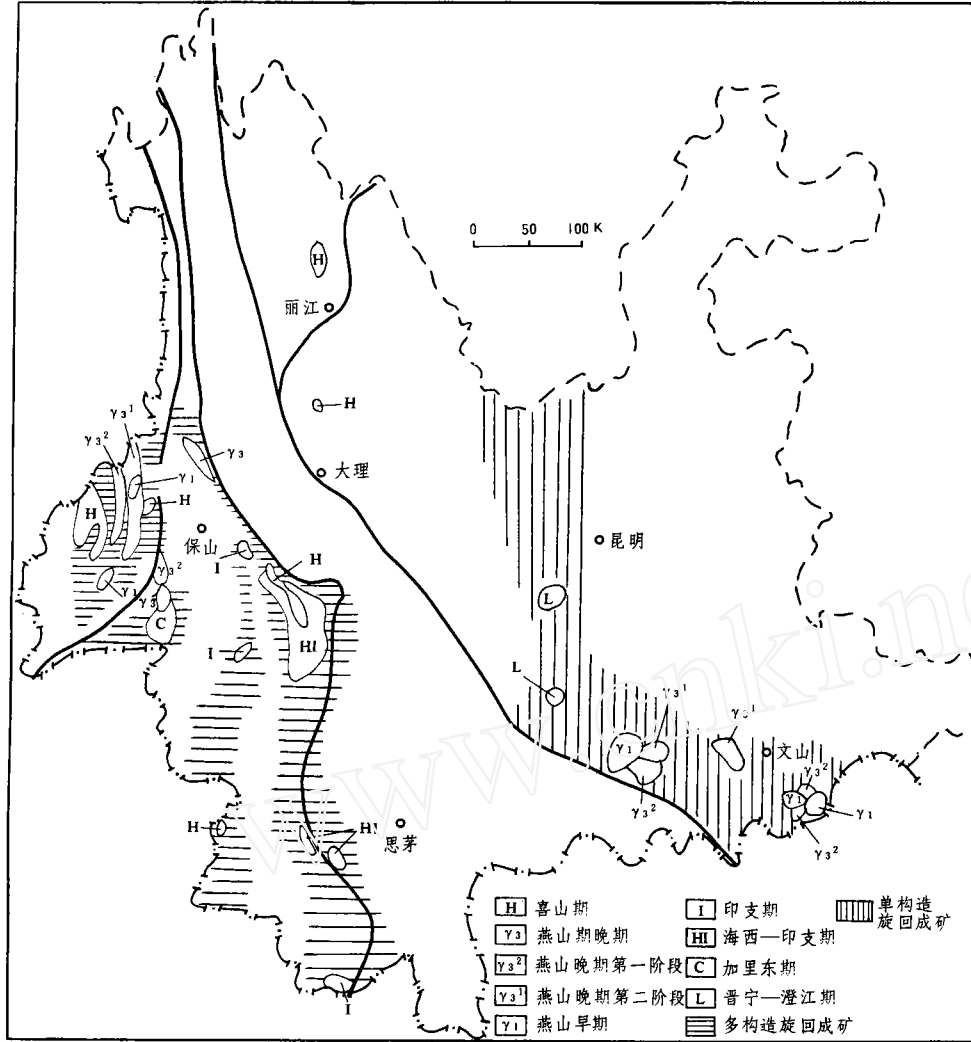 0 50 100 K
H
丽江
H
γ₃¹
γ₃²
γ₃
γ₁
大理
H
H
昆明
保山
I
H
γ₃²
γ₁
γ₃
C
L
HI
I
L
γ₃¹
γ₃¹
γ₁
文山
γ₃²
γ₃²
γ₁
γ₁
γ₃²
H
HI
思茅
I
www.cnki.ne
H 喜山期
γ₃ 燕山期晚期
γ₃² 燕山晚期第一阶段
γ₃¹ 燕山晚期第二阶段
γ₁ 燕山早期
I 印支期
HI 海西—印支期
C 加里东期
L 晋宁—澄江期
多构造旋回成矿
单构造
旋回成矿